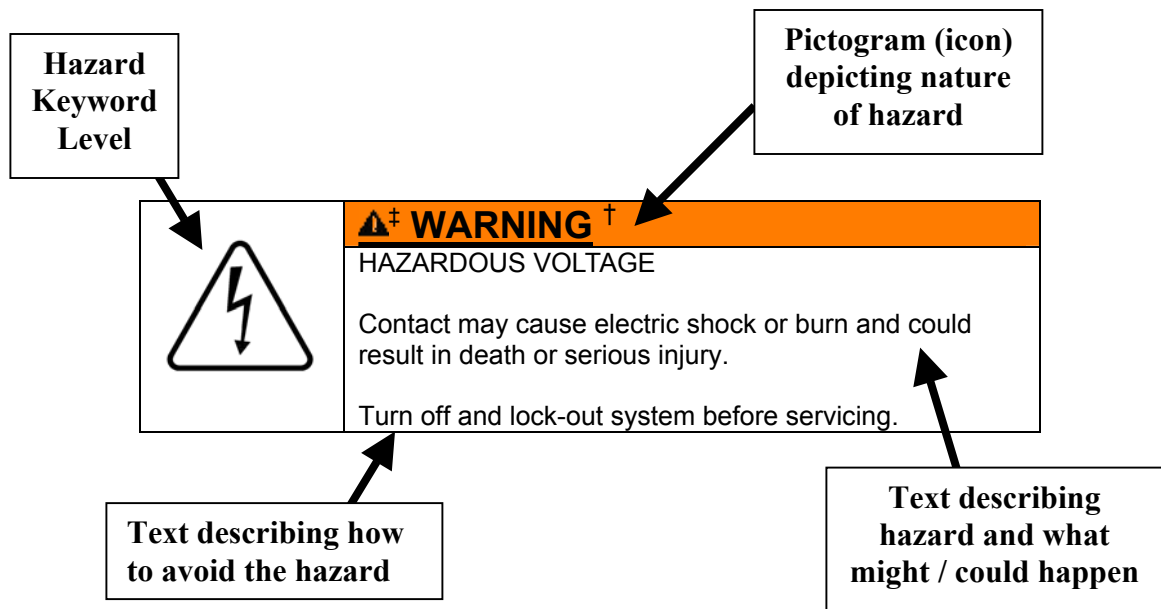 Hazard
Keyword
Level
Pictogram (icon)
depicting nature
of hazard
⚠‡ WARNING †
HAZARDOUS VOLTAGE
Contact may cause electric shock or burn and could
result in death or serious injury.
Turn off and lock-out system before servicing.
Text describing how
to avoid the hazard
Text describing
hazard and what
might / could happen